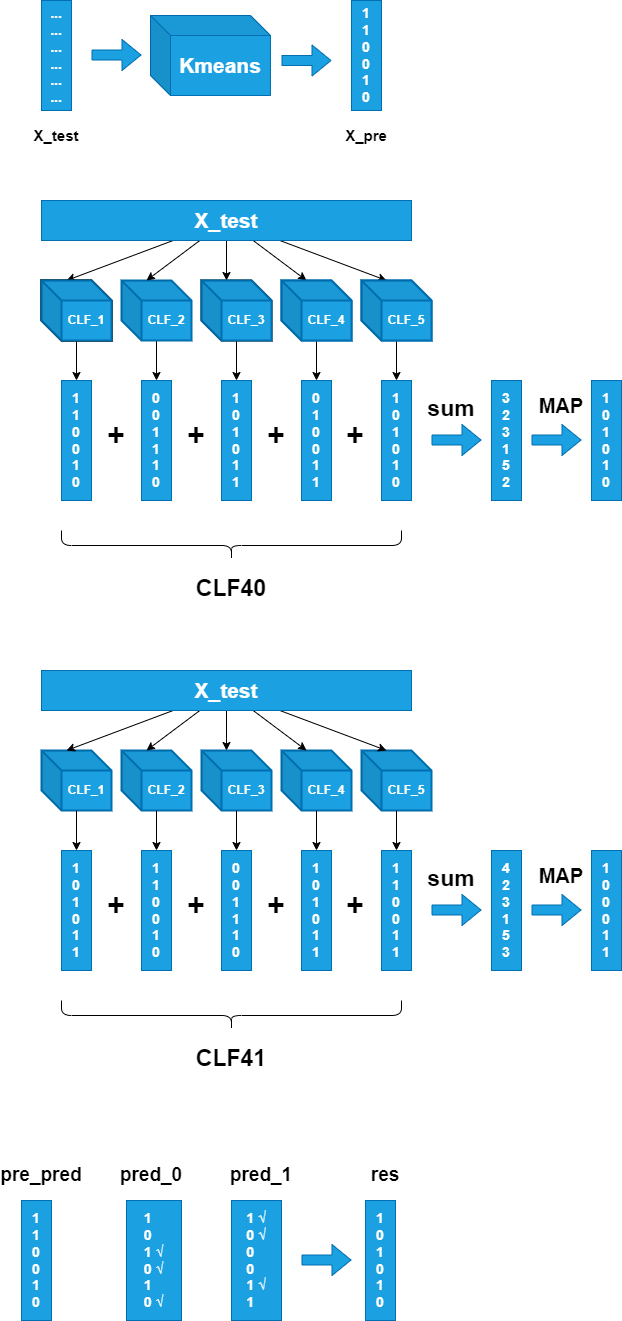 ...
...
...
...
...
...
Kmeans
1
1
0
0
1
0
X_test
X_pre
X_test
CLF_1 CLF_2 CLF_3 CLF_4 CLF_5
1 0 1 0 1 3 1
1 0 0 1 0 2 0
0 1 1 0 1 3 1
0 1 0 0 0 1 0
1 1 1 1 1 5 1
0 0 1 1 0 2 0
+ + + +
sum MAP
CLF40
X_test
CLF_1 CLF_2 CLF_3 CLF_4 CLF_5
1 1 0 1 1 4 1
0 1 0 0 1 2 0
1 0 1 1 0 3 0
0 0 1 0 0 1 0
1 1 1 1 1 5 1
1 0 0 1 1 3 1
+ + + +
sum MAP
CLF41
pre_pred pred_0 pred_1 res
1 1 1 √ 1
1 0 0 √ 0
0 1 √ 0 1
0 0 √ 0 0
1 1 1 √ 1
0 0 √ 1 0